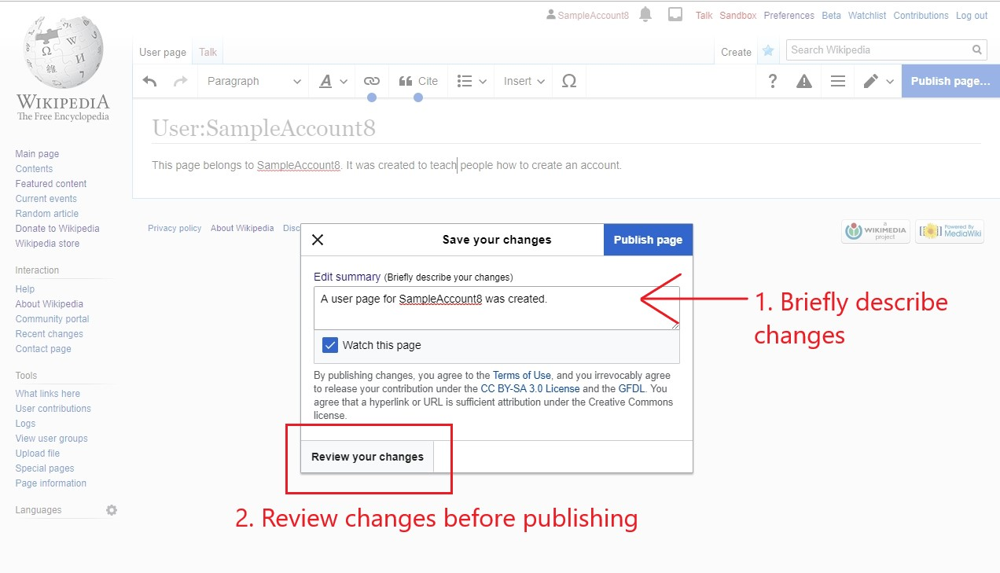 SampleAccount8 Talk Sandbox Preferences Beta Watchlist Contributions Log out
User page Talk Create Search Wikipedia
Paragraph A Cite Insert Ω ? Publish page...
WIKIPEDIA
The Free Encyclopedia
User:SampleAccount8
This page belongs to SampleAccount8. It was created to teach people how to create an account.
Main page
Contents
Featured content
Current events
Random article
Donate to Wikipedia
Wikipedia store
Interaction
Help
About Wikipedia
Community portal
Recent changes
Contact page
Tools
What links here
User contributions
Logs
View user groups
Upload file
Special pages
Page information
Languages
Privacy policy About Wikipedia Disc
A WIKIMEDIA project
Powered By MediaWiki
Save your changes Publish page
Edit summary (Briefly describe your changes)
A user page for SampleAccount8 was created.
Watch this page
By publishing changes, you agree to the Terms of Use, and you irrevocably agree
to release your contribution under the CC BY-SA 3.0 License and the GFDL. You
agree that a hyperlink or URL is sufficient attribution under the Creative Commons
license.
Review your changes
1. Briefly describe
changes
2. Review changes before publishing